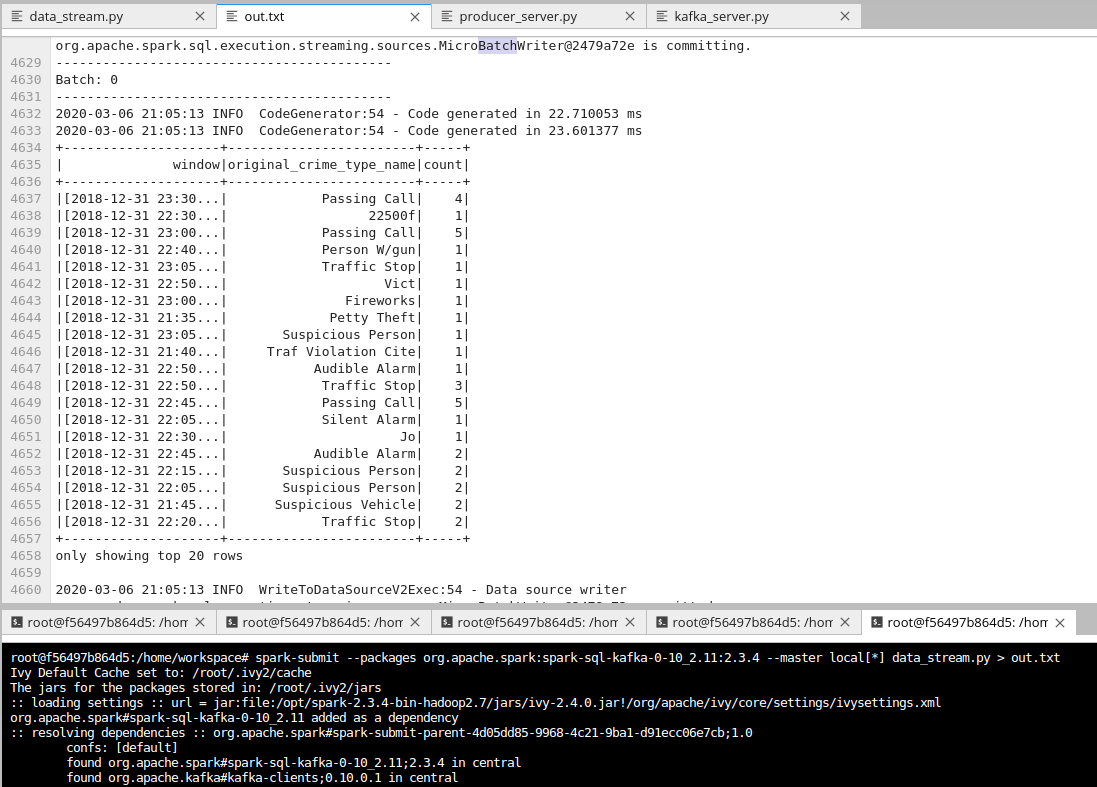 data_stream.py
out.txt
producer_server.py
kafka_server.py
org.apache.spark.sql.execution.streaming.sources.MicroBatchWriter@2479a72e is committing.
4629 -------------------------------------------
4630 Batch: 0
4631 -------------------------------------------
4632 2020-03-06 21:05:13 INFO  CodeGenerator:54 - Code generated in 22.710053 ms
4633 2020-03-06 21:05:13 INFO  CodeGenerator:54 - Code generated in 23.601377 ms
4634 +--------------------+------------------------+-----+
4635 |              window|original_crime_type_name|count|
4636 +--------------------+------------------------+-----+
4637 |[2018-12-31 23:30...|            Passing Call|    4|
4638 |[2018-12-31 22:30...|                  22500f|    1|
4639 |[2018-12-31 23:00...|            Passing Call|    5|
4640 |[2018-12-31 22:40...|            Person W/gun|    1|
4641 |[2018-12-31 23:05...|            Traffic Stop|    1|
4642 |[2018-12-31 22:50...|                    Vict|    1|
4643 |[2018-12-31 23:00...|               Fireworks|    1|
4644 |[2018-12-31 21:35...|             Petty Theft|    1|
4645 |[2018-12-31 23:05...|       Suspicious Person|    1|
4646 |[2018-12-31 21:40...|     Traf Violation Cite|    1|
4647 |[2018-12-31 22:50...|           Audible Alarm|    1|
4648 |[2018-12-31 22:50...|            Traffic Stop|    3|
4649 |[2018-12-31 22:45...|            Passing Call|    5|
4650 |[2018-12-31 22:05...|            Silent Alarm|    1|
4651 |[2018-12-31 22:30...|                      Jo|    1|
4652 |[2018-12-31 22:45...|           Audible Alarm|    2|
4653 |[2018-12-31 22:15...|       Suspicious Person|    2|
4654 |[2018-12-31 22:05...|       Suspicious Person|    2|
4655 |[2018-12-31 21:45...|      Suspicious Vehicle|    2|
4656 |[2018-12-31 22:20...|            Traffic Stop|    2|
4657 +--------------------+------------------------+-----+
4658 only showing top 20 rows
4659
4660 2020-03-06 21:05:13 INFO  WriteToDataSourceV2Exec:54 - Data source writer
root@f56497b864d5: /hom
root@f56497b864d5: /hom
root@f56497b864d5: /hom
root@f56497b864d5: /hom
root@f56497b864d5: /hom
root@f56497b864d5:/home/workspace# spark-submit --packages org.apache.spark:spark-sql-kafka-0-10_2.11:2.3.4 --master local[*] data_stream.py > out.txt
Ivy Default Cache set to: /root/.ivy2/cache
The jars for the packages stored in: /root/.ivy2/jars
:: loading settings :: url = jar:file:/opt/spark-2.3.4-bin-hadoop2.7/jars/ivy-2.4.0.jar!/org/apache/ivy/core/settings/ivysettings.xml
org.apache.spark#spark-sql-kafka-0-10_2.11 added as a dependency
:: resolving dependencies :: org.apache.spark#spark-submit-parent-4d05dd85-9968-4c21-9ba1-d91ecc06e7cb;1.0
confs: [default]
found org.apache.spark#spark-sql-kafka-0-10_2.11;2.3.4 in central
found org.apache.kafka#kafka-clients;0.10.0.1 in central